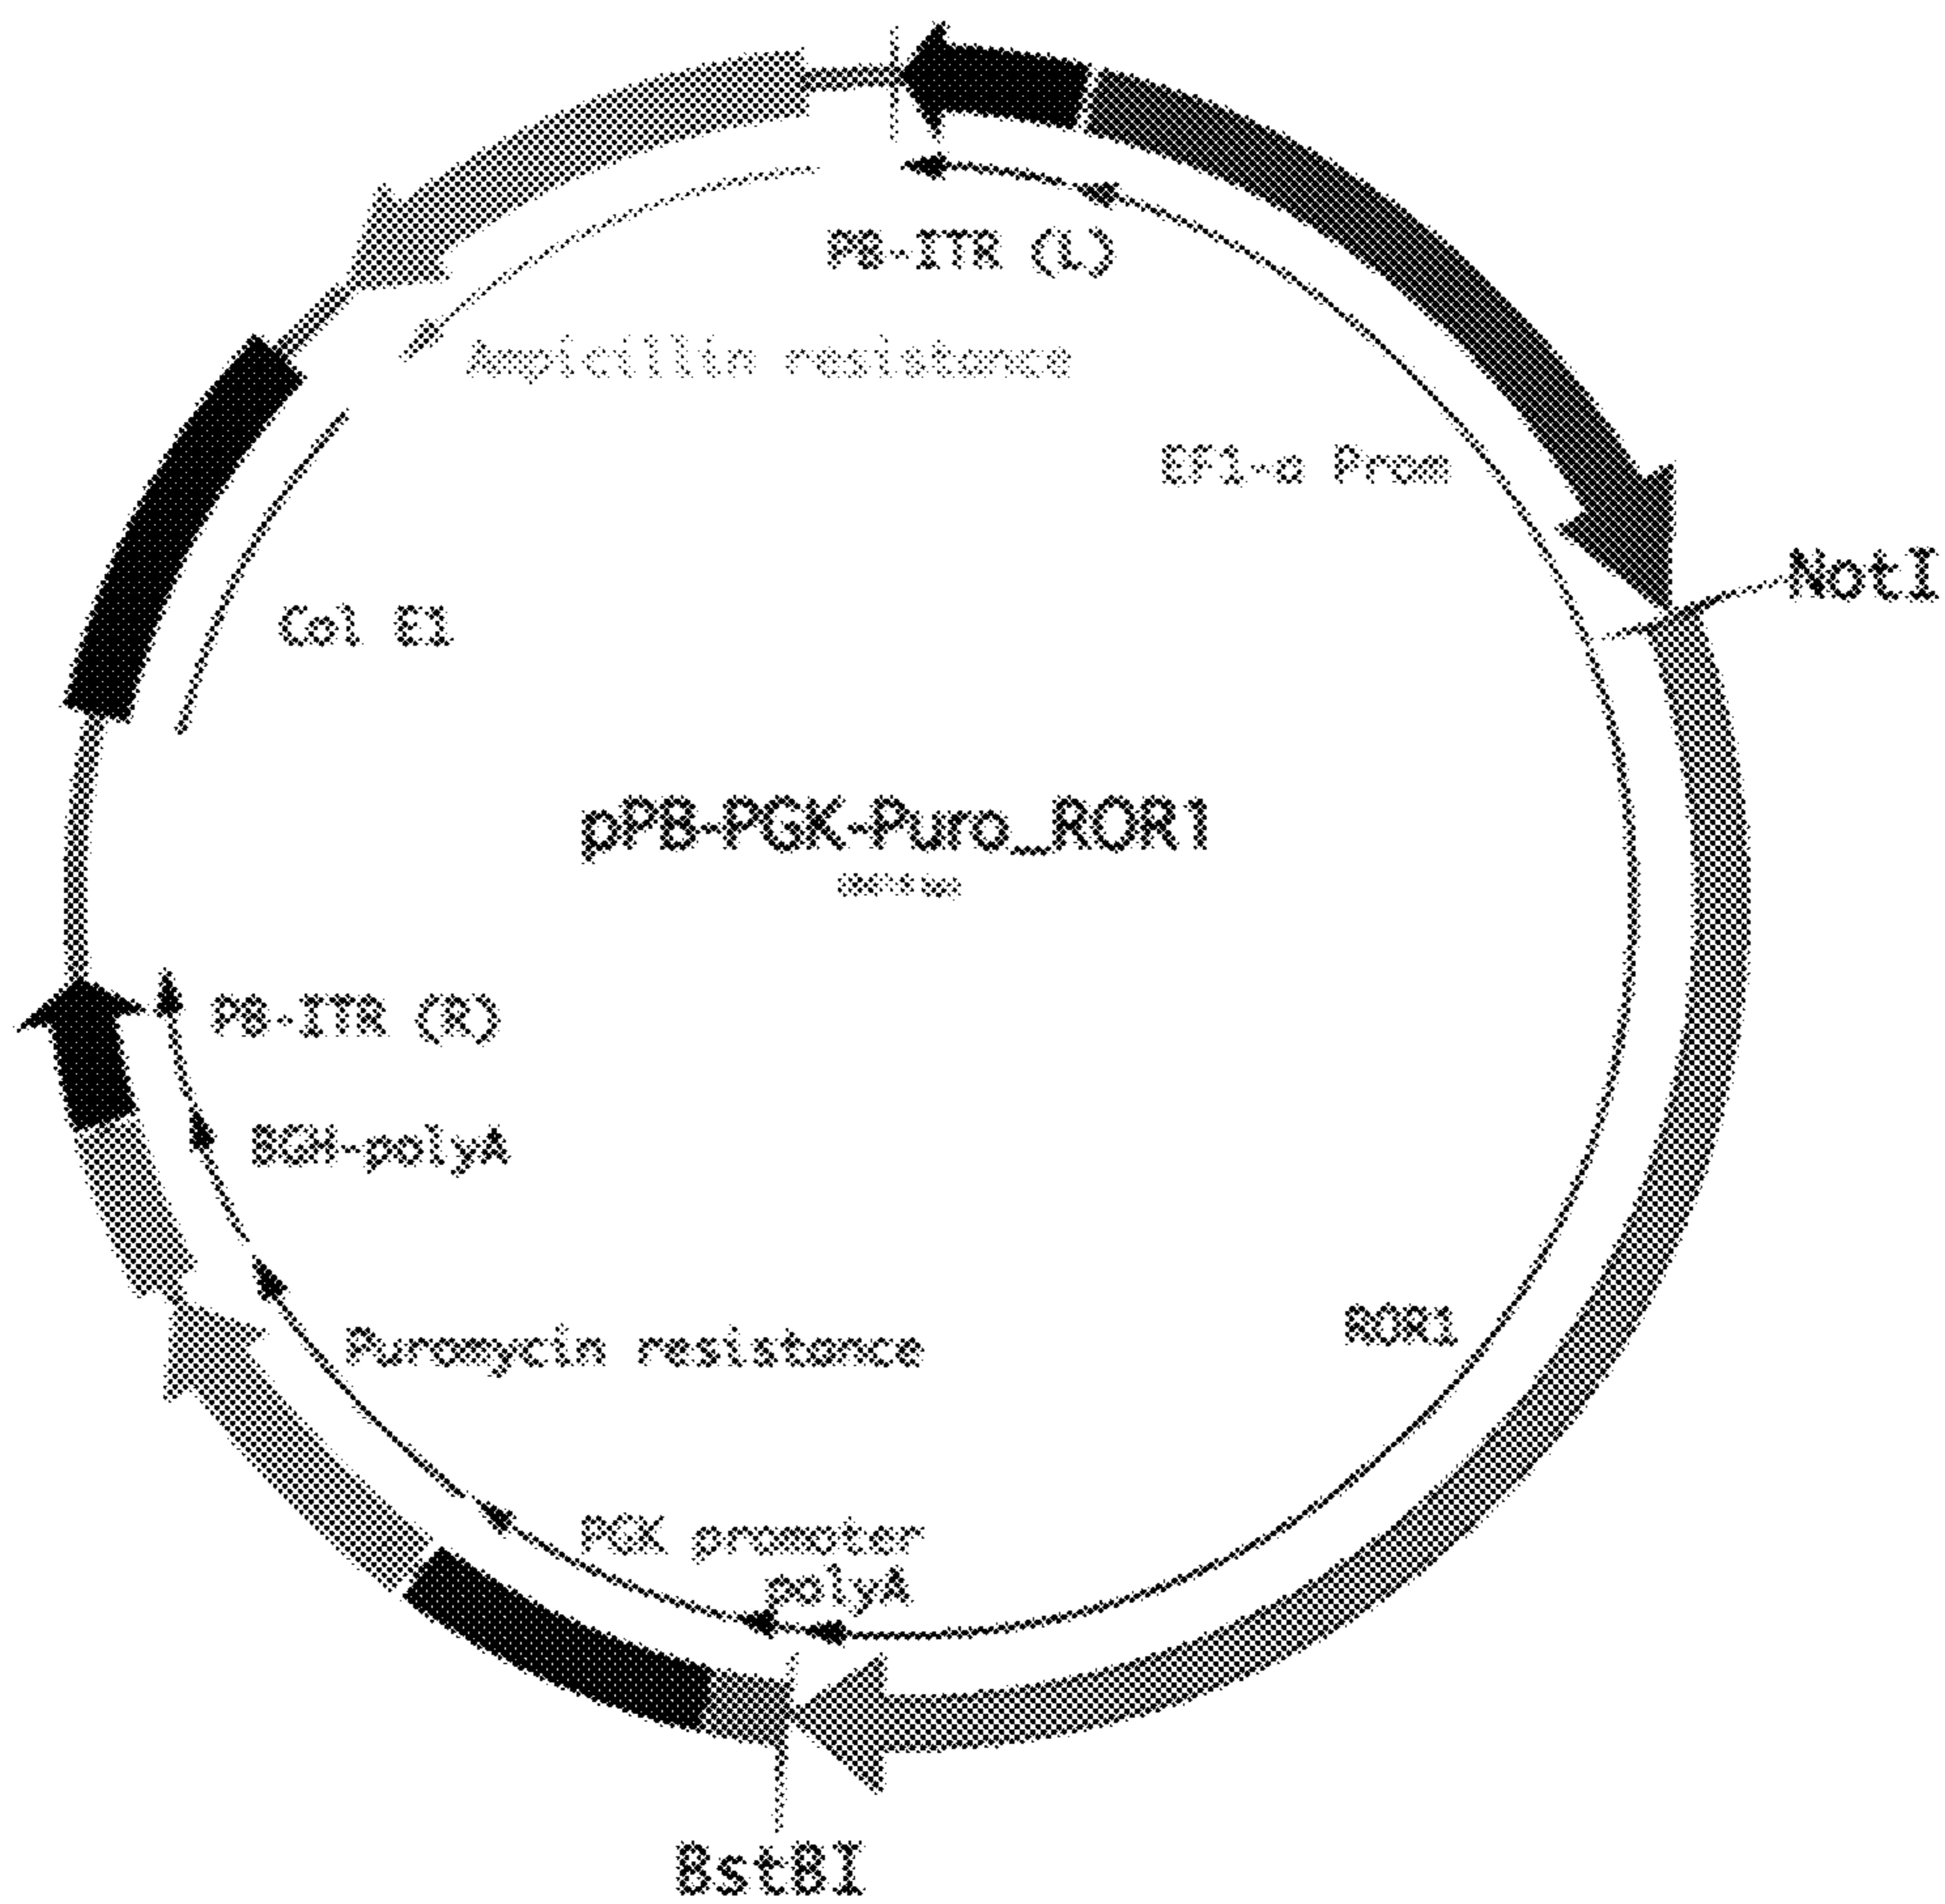 PB-ITR (L)
Ampicillin resistance
EF1-a Prom
NotI
Col E1
pPB-PGK-Puro_ROR1
PB-ITR (R)
BGH-polyA
ROR1
Puromycin resistance
PGK promoter
polyA
BstBI